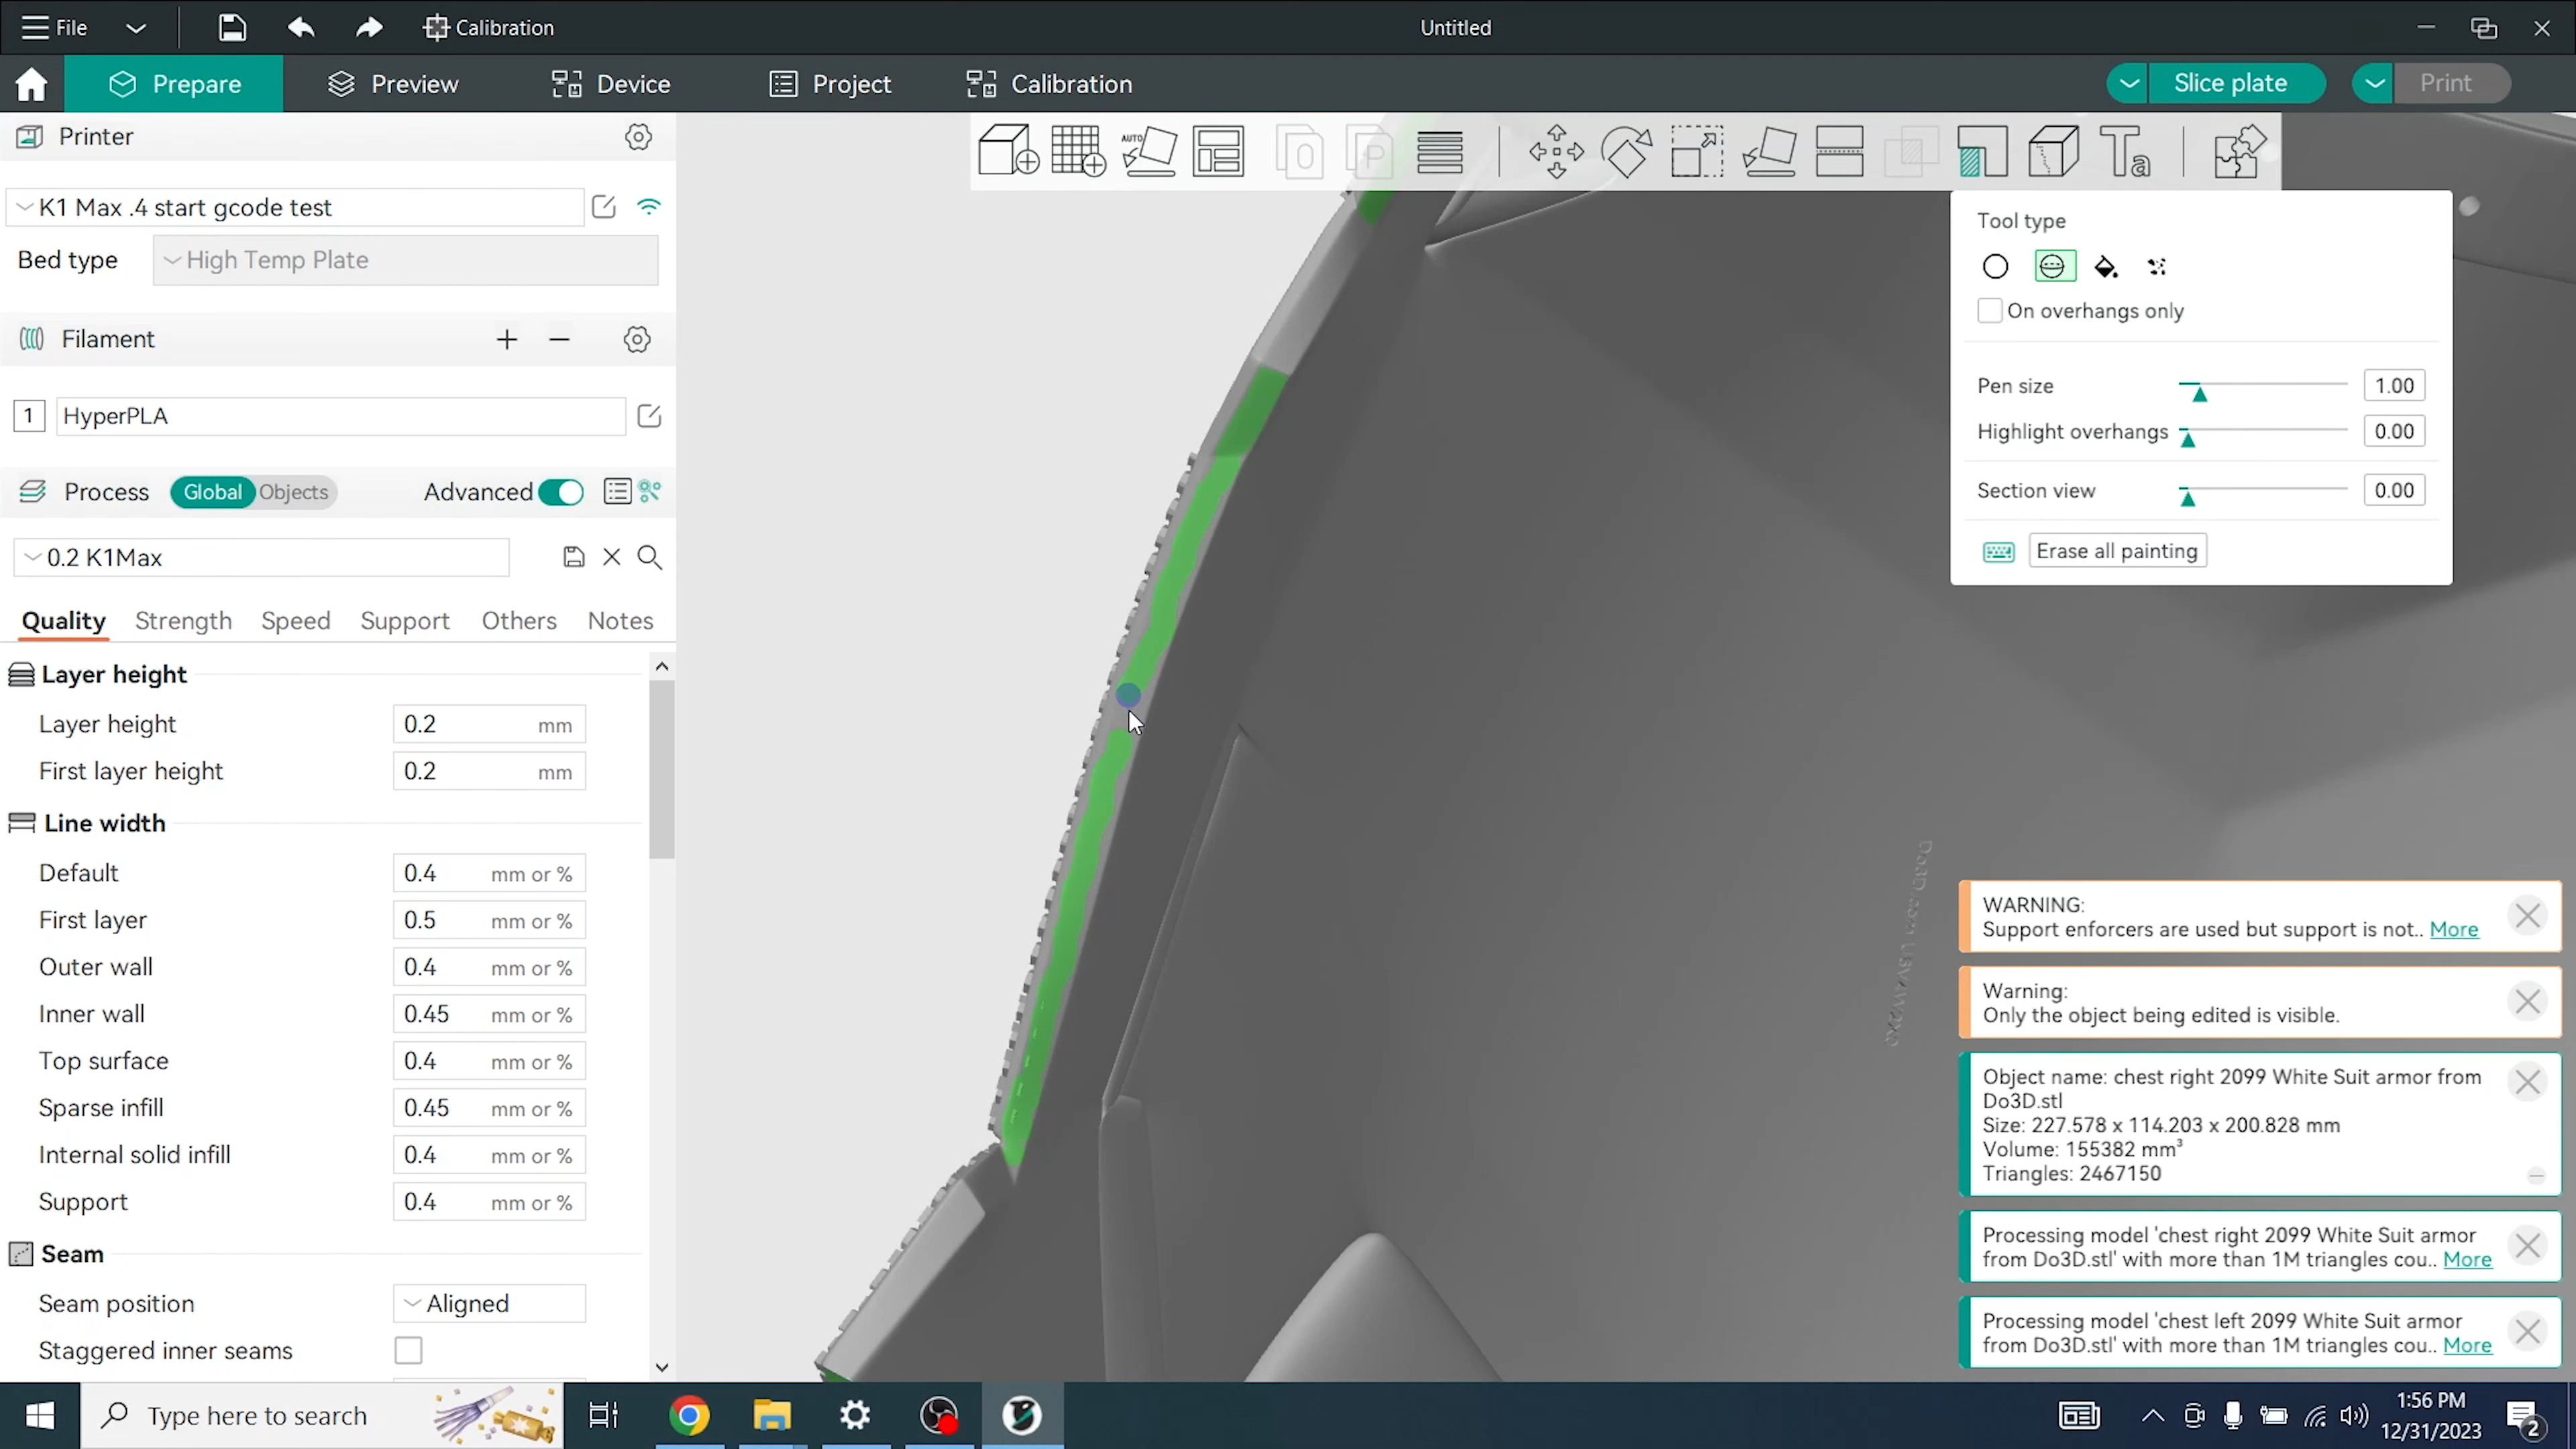 File
Calibration
Untitled
Prepare
Preview
Device
Project
Calibration
Slice plate
Print
Printer
K1 Max .4 start gcode test
Bed type
High Temp Plate
Filament
1
HyperPLA
Process
Global
Objects
Advanced
0.2 K1Max
Quality
Strength
Speed
Support
Others
Notes
Layer height
Layer height 0.2 mm
First layer height 0.2 mm
Line width
Default 0.4 mm or %
First layer 0.5 mm or %
Outer wall 0.4 mm or %
Inner wall 0.45 mm or %
Top surface 0.4 mm or %
Sparse infill 0.45 mm or %
Internal solid infill 0.4 mm or %
Support 0.4 mm or %
Seam
Seam position Aligned
Staggered inner seams
AUTO
O
P
Ta
Tool type
On overhangs only
Pen size 1.00
Highlight overhangs 0.00
Section view 0.00
Erase all painting
WARNING:
Support enforcers are used but support is not.. More
Warning:
Only the object being edited is visible.
Object name: chest right 2099 White Suit armor from
Do3D.stl
Size: 227.578 x 114.203 x 200.828 mm
Volume: 155382 mm³
Triangles: 2467150
Processing model 'chest right 2099 White Suit armor
from Do3D.stl' with more than 1M triangles cou.. More
Processing model 'chest left 2099 White Suit armor
from Do3D.stl' with more than 1M triangles cou.. More
Type here to search
1:56 PM
12/31/2023
2